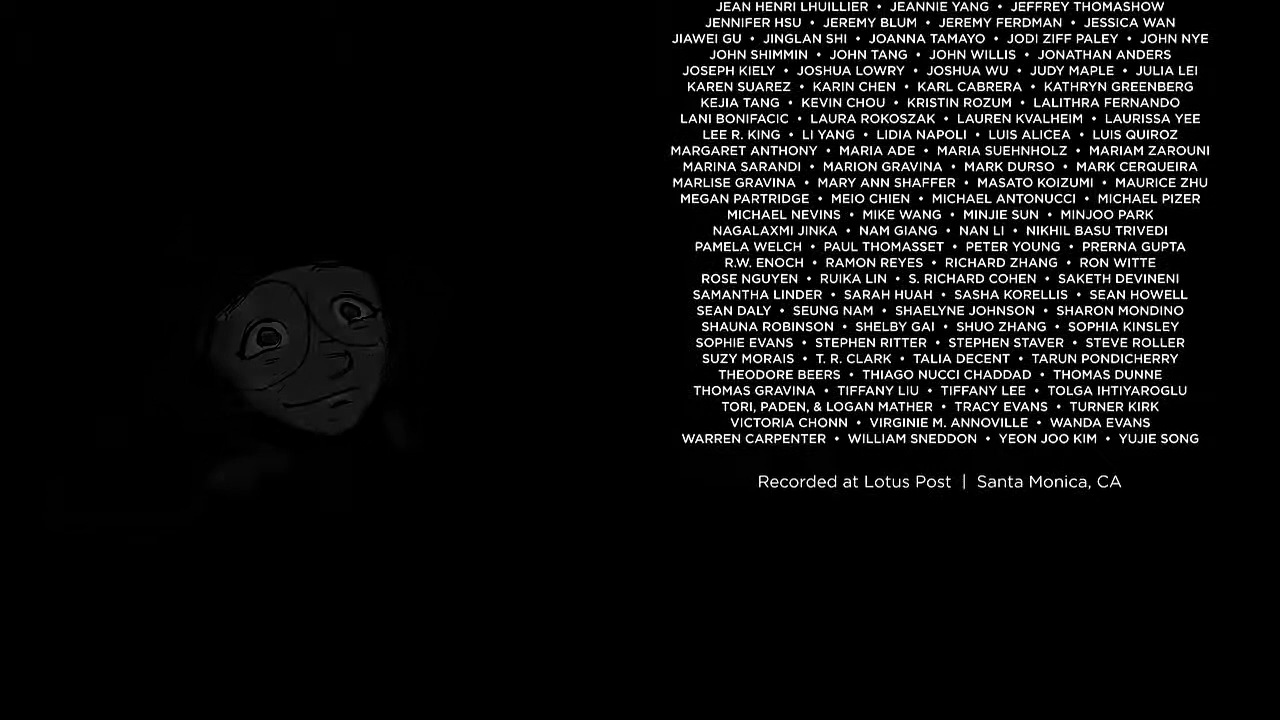 JEAN HENRI LHUILLIER • JEANNIE YANG • JEFFREY THOMASHOW
JENNIFER HSU • JEREMY BLUM • JEREMY FERDMAN • JESSICA WAN
JIAWEI GU • JINGLAN SHI • JOANNA TAMAYO • JODI ZIFF PALEY • JOHN NYE
JOHN SHIMMIN • JOHN TANG • JOHN WILLIS • JONATHAN ANDERS
JOSEPH KIELY • JOSHUA LOWRY • JOSHUA WU • JUDY MAPLE • JULIA LEI
KAREN SUAREZ • KARIN CHEN • KARL CABRERA • KATHRYN GREENBERG
KEJIA TANG • KEVIN CHOU • KRISTIN ROZUM • LALITHRA FERNANDO
LANI BONIFACIC • LAURA ROKOSZAK • LAUREN KVALHEIM • LAURISSA YEE
LEE R. KING • LI YANG • LIDIA NAPOLI • LUIS ALICEA • LUIS QUIROZ
MARGARET ANTHONY • MARIA ADE • MARIA SUEHNHOLZ • MARIAM ZAROUNI
MARINA SARANDI • MARION GRAVINA • MARK DURSO • MARK CERQUEIRA
MARLISE GRAVINA • MARY ANN SHAFFER • MASATO KOIZUMI • MAURICE ZHU
MEGAN PARTRIDGE • MEIO CHIEN • MICHAEL ANTONUCCI • MICHAEL PIZER
MICHAEL NEVINS • MIKE WANG • MINJIE SUN • MINJOO PARK
NAGALAXMI JINKA • NAM GIANG • NAN LI • NIKHIL BASU TRIVEDI
PAMELA WELCH • PAUL THOMASSET • PETER YOUNG • PRERNA GUPTA
R.W. ENOCH • RAMON REYES • RICHARD ZHANG • RON WITTE
ROSE NGUYEN • RUIKA LIN • S. RICHARD COHEN • SAKETH DEVINENI
SAMANTHA LINDER • SARAH HUAH • SASHA KORELLIS • SEAN HOWELL
SEAN DALY • SEUNG NAM • SHAELYNE JOHNSON • SHARON MONDINO
SHAUNA ROBINSON • SHELBY GAI • SHUO ZHANG • SOPHIA KINSLEY
SOPHIE EVANS • STEPHEN RITTER • STEPHEN STAVER • STEVE ROLLER
SUZY MORAIS • T. R. CLARK • TALIA DECENT • TARUN PONDICHERRY
THEODORE BEERS • THIAGO NUCCI CHADDAD • THOMAS DUNNE
THOMAS GRAVINA • TIFFANY LIU • TIFFANY LEE • TOLGA IHTIYAROGLU
TORI, PADEN, & LOGAN MATHER • TRACY EVANS • TURNER KIRK
VICTORIA CHONN • VIRGINIE M. ANNOVILLE • WANDA EVANS
WARREN CARPENTER • WILLIAM SNEDDON • YEON JOO KIM • YUJIE SONG
Recorded at Lotus Post | Santa Monica, CA